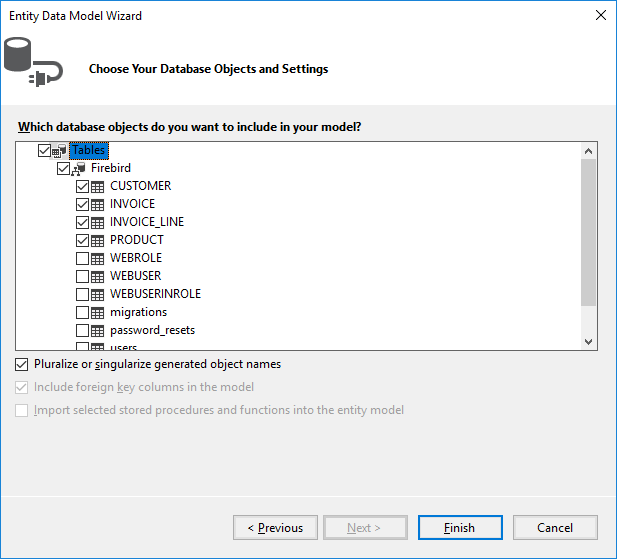 Entity Data Model Wizard
Choose Your Database Objects and Settings
Which database objects do you want to include in your model?
Tables
Firebird
CUSTOMER
INVOICE
INVOICE_LINE
PRODUCT
WEBROLE
WEBUSER
WEBUSERINROLE
migrations
password_resets
users
Pluralize or singularize generated object names
Include foreign key columns in the model
Import selected stored procedures and functions into the entity model
< Previous
Next >
Finish
Cancel